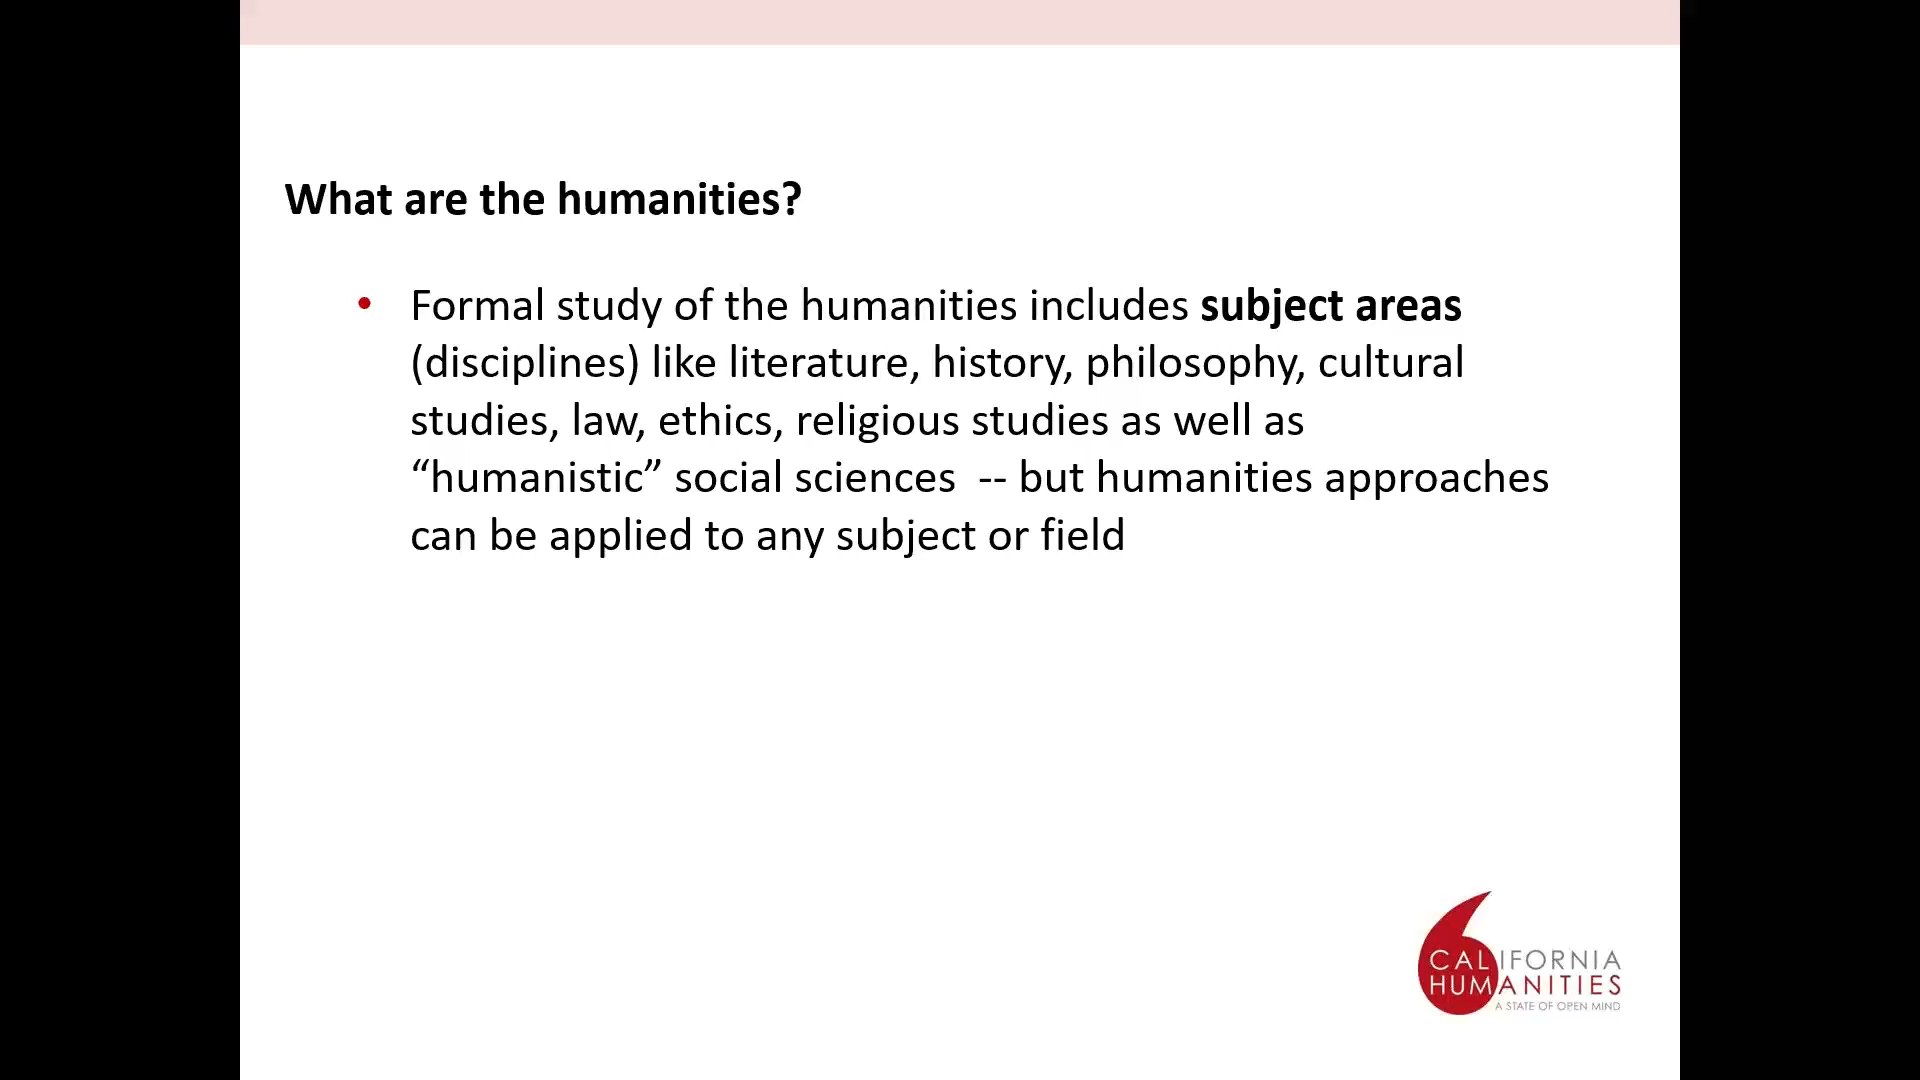 What are the humanities?
• Formal study of the humanities includes subject areas
(disciplines) like literature, history, philosophy, cultural
studies, law, ethics, religious studies as well as
“humanistic” social sciences  -- but humanities approaches
can be applied to any subject or field
CALIFORNIA
HUMANITIES
A STATE OF OPEN MIND